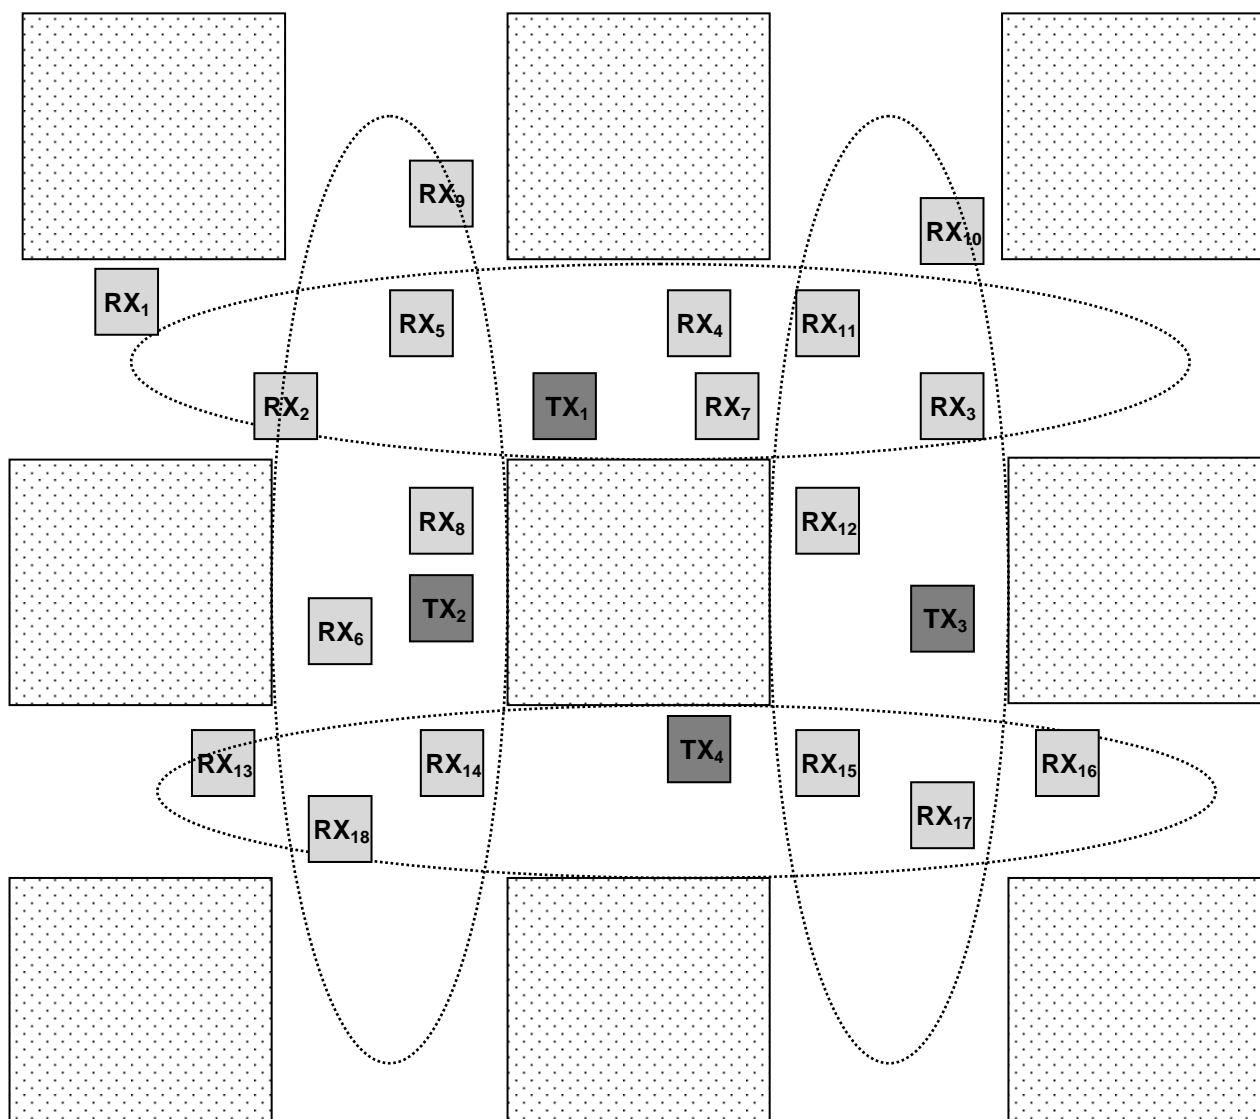 RX₉
RX₁₀
RX₁
RX₅
RX₄
RX₁₁
RX₂
TX₁
RX₇
RX₃
RX₈
RX₁₂
TX₂
RX₆
TX₃
RX₁₃
RX₁₄
TX₄
RX₁₅
RX₁₆
RX₁₈
RX₁₇